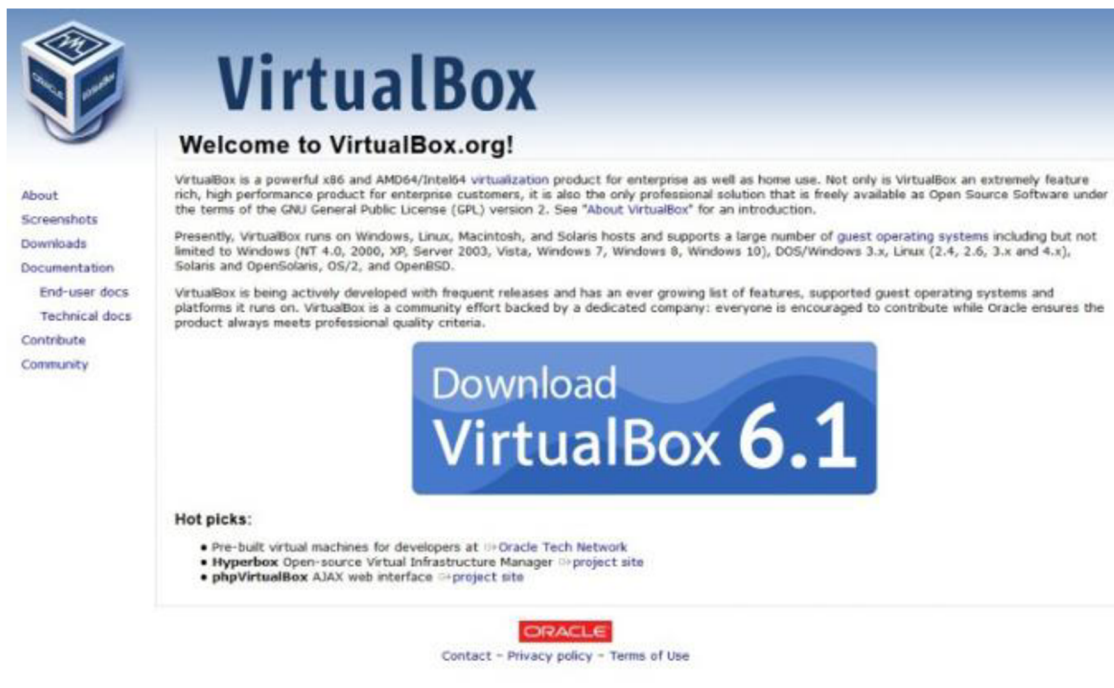 ORACLE
VirtualBox
VirtualBox
Welcome to VirtualBox.org!
About
Screenshots
Downloads
Documentation
End-user docs
Technical docs
Contribute
Community
VirtualBox is a powerful x86 and AMD64/Intel64 virtualization product for enterprise as well as home use. Not only is VirtualBox an extremely feature
rich, high performance product for enterprise customers, it is also the only professional solution that is freely available as Open Source Software under
the terms of the GNU General Public License (GPL) version 2. See "About VirtualBox" for an introduction.
Presently, VirtualBox runs on Windows, Linux, Macintosh, and Solaris hosts and supports a large number of guest operating systems including but not
limited to Windows (NT 4.0, 2000, XP, Server 2003, Vista, Windows 7, Windows 8, Windows 10), DOS/Windows 3.x, Linux (2.4, 2.6, 3.x and 4.x),
Solaris and OpenSolaris, OS/2, and OpenBSD.
VirtualBox is being actively developed with frequent releases and has an ever growing list of features, supported guest operating systems and
platforms it runs on. VirtualBox is a community effort backed by a dedicated company: everyone is encouraged to contribute while Oracle ensures the
product always meets professional quality criteria.
Download
VirtualBox 6.1
Hot picks:
• Pre-built virtual machines for developers at Oracle Tech Network
• Hyperbox Open-source Virtual Infrastructure Manager project site
• phpVirtualBox AJAX web interface project site
ORACLE
Contact – Privacy policy – Terms of Use